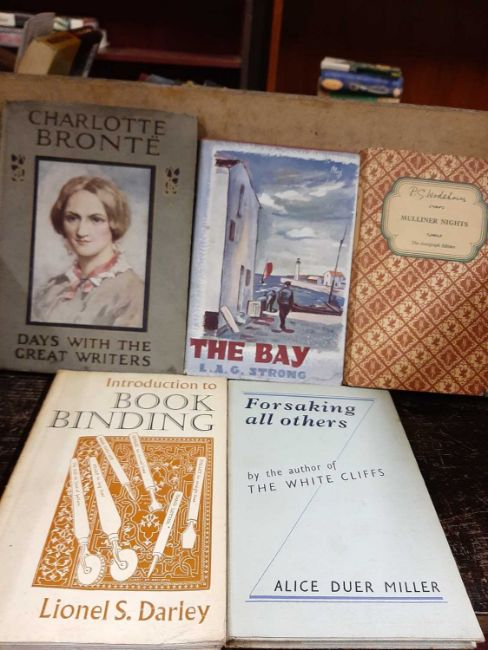 CHARLOTTE
BRONTË
DAYS WITH THE
GREAT WRITERS
THE BAY
L.A.G. STRONG
P.G. Wodehouse
MULLINER NIGHTS
The Autograph Edition
Introduction to
BOOK
BINDING
Lionel S. Darley
Forsaking
all others
by the author of
THE WHITE CLIFFS
ALICE DUER MILLER